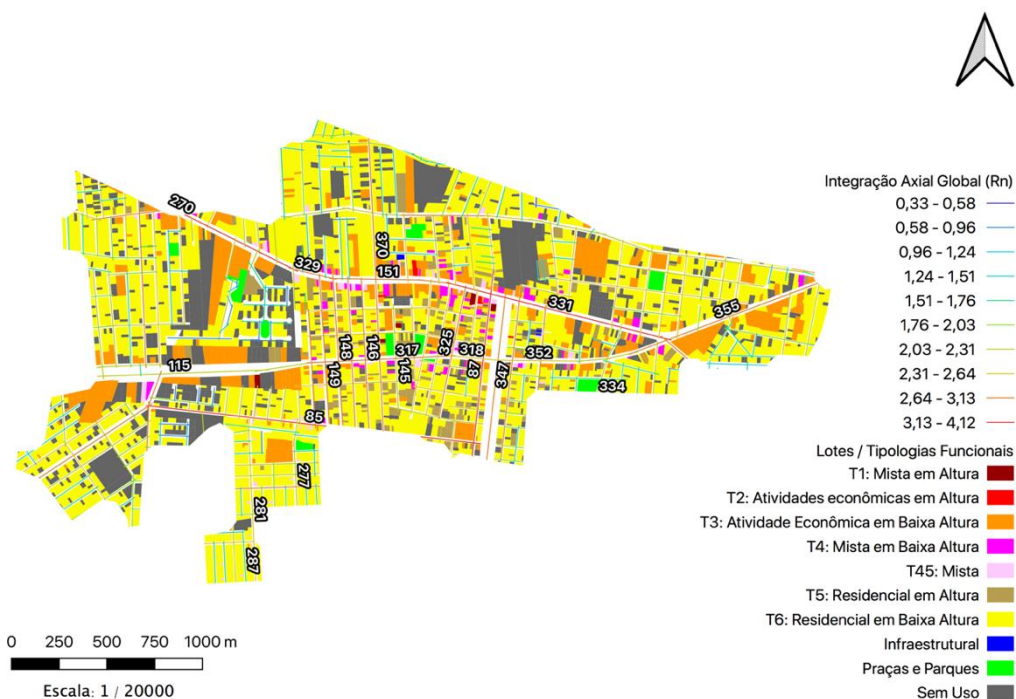 270
329
370
151
331
355
148
146
317
325
318
352
115
149
145
87
347
334
85
277
281
287
Integração Axial Global (Rn)
0,33 - 0,58
0,58 - 0,96
0,96 - 1,24
1,24 - 1,51
1,51 - 1,76
1,76 - 2,03
2,03 - 2,31
2,31 - 2,64
2,64 - 3,13
3,13 - 4,12
Lotes / Tipologias Funcionais
T1: Mista em Altura
T2: Atividades econômicas em Altura
T3: Atividade Econômica em Baixa Altura
T4: Mista em Baixa Altura
T45: Mista
T5: Residencial em Altura
T6: Residencial em Baixa Altura
Infraestrutural
Praças e Parques
Sem Uso
0 250 500 750 1000 m
Escala: 1 / 20000